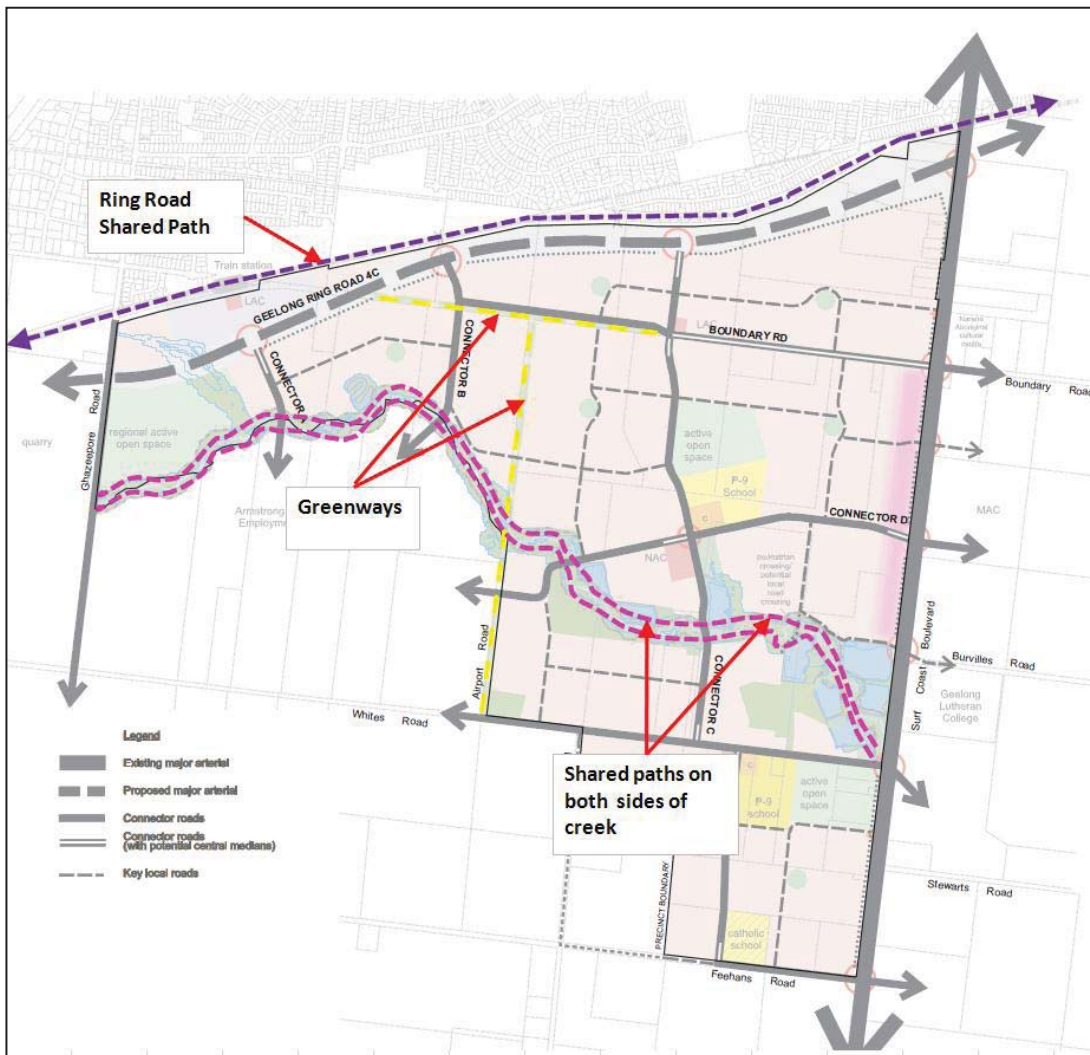 Ring Road
Shared Path
Train station
LAC
GEELONG RING ROAD 4C
CONNECTOR
CONNECTOR B
LAC
BOUNDARY RD
Boundary Road
Aboriginal
cultural
Ghazeepore Road
quarry
regional active
open space
Greenways
Armstrong
Employme
active
open
space
P-9
School
C
CONNECTOR D
MAC
NAC
pedestrian
crossing/
potential
local
road
crossing
Airport Road
CONNECTOR C
Surf Coast Boulevard
Burvilles Road
Geelong
Lutheran
College
Whites Road
Shared paths on
both sides of
creek
C
P-9
school
active
open
space
Stewarts Road
PRECINCT BOUNDARY
catholic
school
Feehans Road
Legend
Existing major arterial
Proposed major arterial
Connector roads
Connector roads
(with potential central medians)
Key local roads